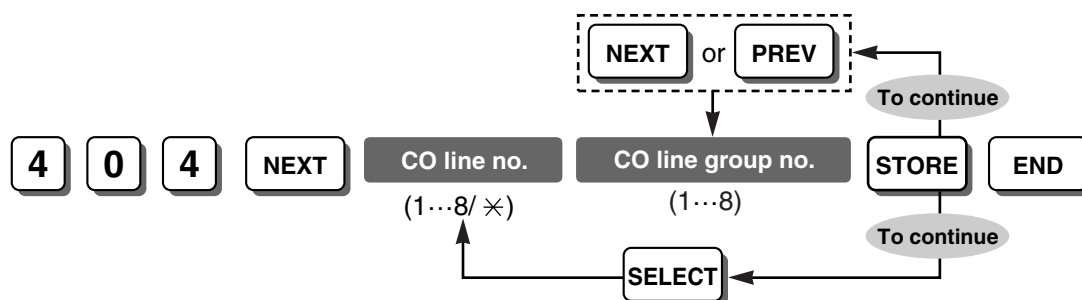 NEXT or PREV
To continue
4 0 4 NEXT CO line no. CO line group no. STORE END
(1···8/ ✳) (1···8)
To continue
SELECT